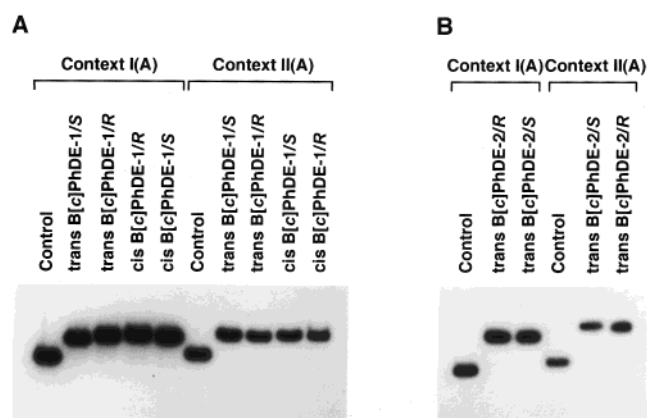 A
Context I(A) Context II(A)
Control
trans B[c]PhDE-1/S
trans B[c]PhDE-1/R
cis B[c]PhDE-1/R
cis B[c]PhDE-1/S
Control
trans B[c]PhDE-1/S
trans B[c]PhDE-1/R
cis B[c]PhDE-1/S
cis B[c]PhDE-1/R
B
Context I(A) Context II(A)
Control
trans B[c]PhDE-2/R
trans B[c]PhDE-2/S
Control
trans B[c]PhDE-2/S
trans B[c]PhDE-2/R